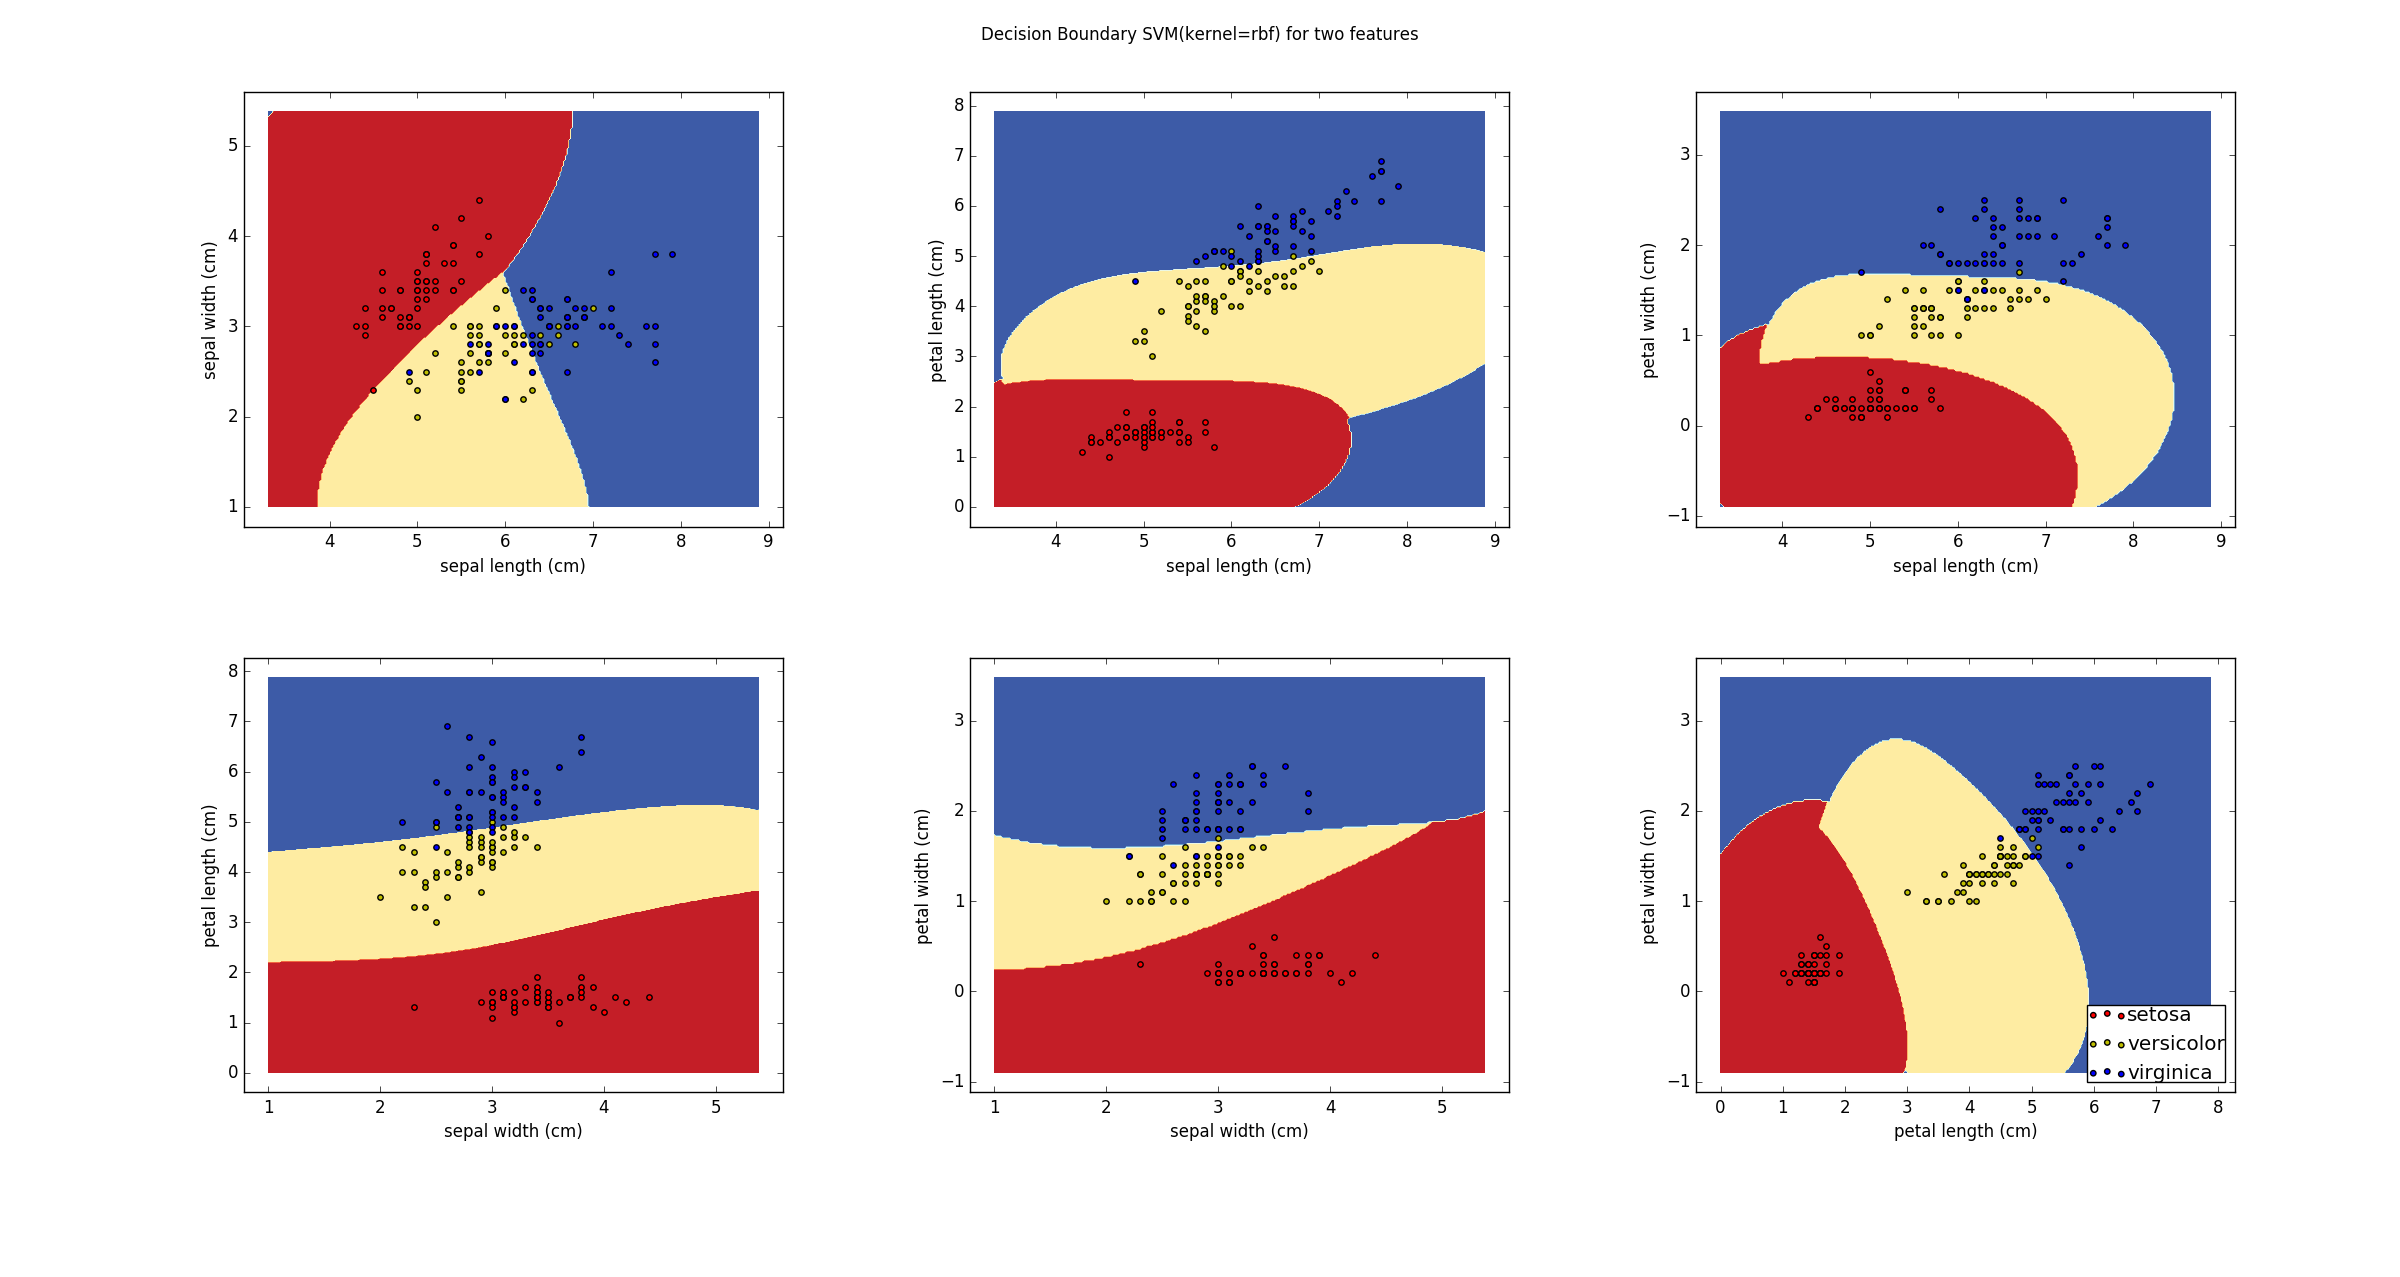 Decision Boundary SVM(kernel=rbf) for two features
5
4
3
2
1
sepal width (cm)
4 5 6 7 8 9
sepal length (cm)
8
7
6
5
4
3
2
1
0
petal length (cm)
4 5 6 7 8 9
sepal length (cm)
3
2
1
0
−1
petal width (cm)
4 5 6 7 8 9
sepal length (cm)
8
7
6
5
4
3
2
1
0
petal length (cm)
1 2 3 4 5
sepal width (cm)
3
2
1
0
−1
petal width (cm)
1 2 3 4 5
sepal width (cm)
3
2
1
0
−1
petal width (cm)
setosa
versicolor
virginica
0 1 2 3 4 5 6 7 8
petal length (cm)